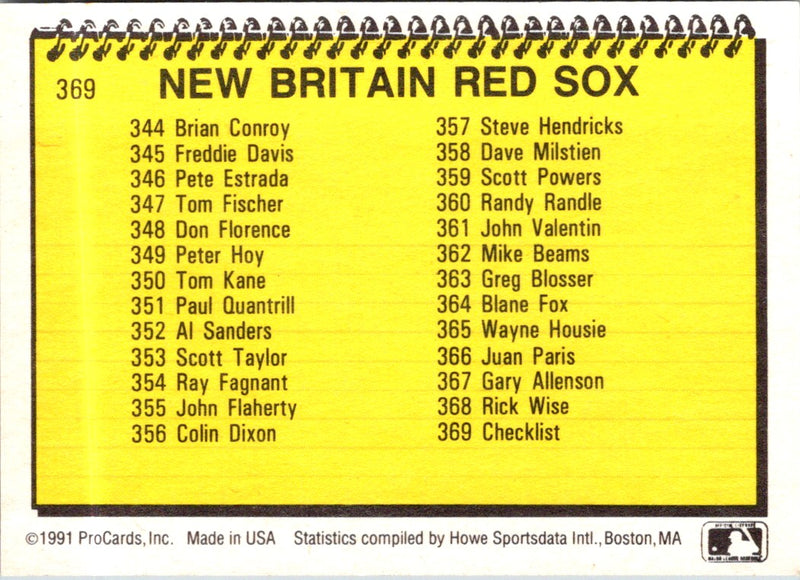 369
NEW BRITAIN RED SOX
344 Brian Conroy
345 Freddie Davis
346 Pete Estrada
347 Tom Fischer
348 Don Florence
349 Peter Hoy
350 Tom Kane
351 Paul Quantrill
352 Al Sanders
353 Scott Taylor
354 Ray Fagnant
355 John Flaherty
356 Colin Dixon
357 Steve Hendricks
358 Dave Milstien
359 Scott Powers
360 Randy Randle
361 John Valentin
362 Mike Beams
363 Greg Blosser
364 Blane Fox
365 Wayne Housie
366 Juan Paris
367 Gary Allenson
368 Rick Wise
369 Checklist
©1991 ProCards, Inc. Made in USA Statistics compiled by Howe Sportsdata Intl., Boston, MA